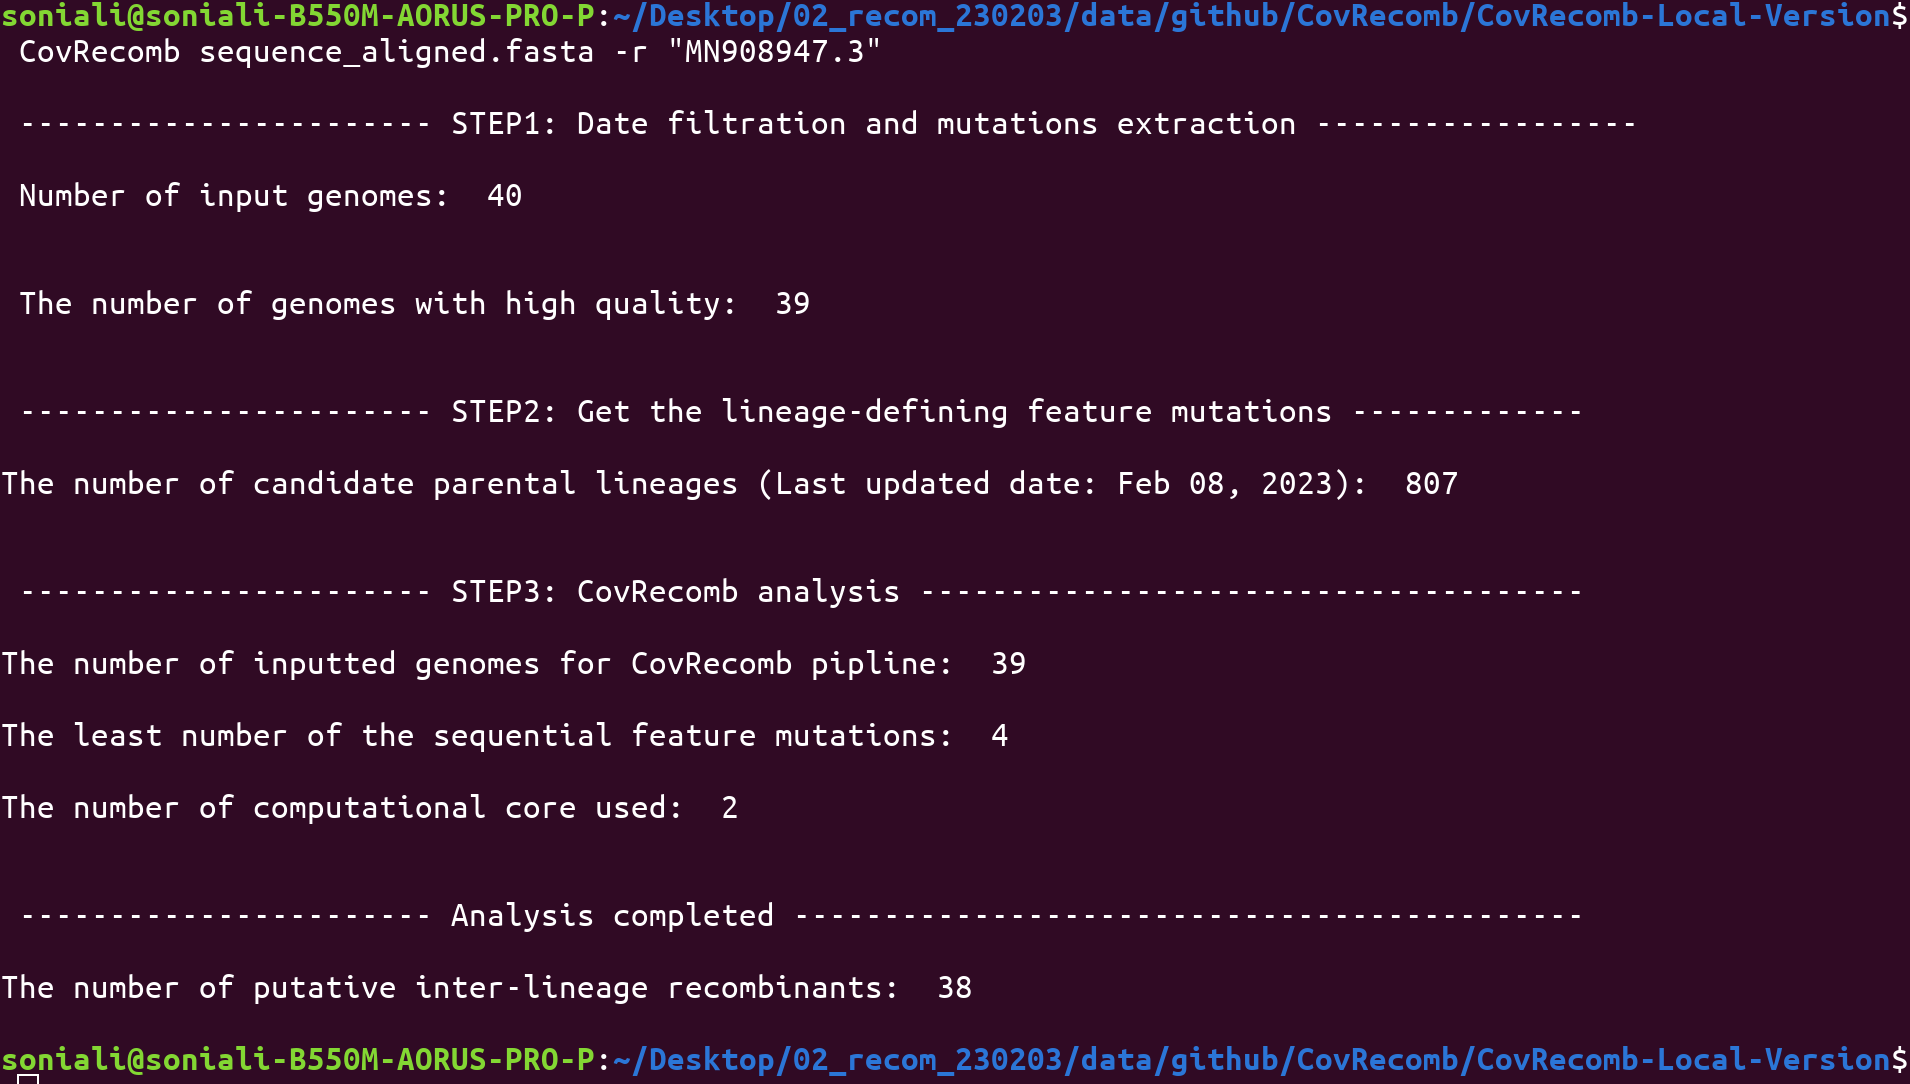 soniali@soniali-B550M-AORUS-PRO-P:~/Desktop/02_recom_230203/data/github/CovRecomb/CovRecomb-Local-Version$
CovRecomb sequence_aligned.fasta -r "MN908947.3"
----------------------- STEP1: Date filtration and mutations extraction ------------------
Number of input genomes:  40
The number of genomes with high quality:  39
----------------------- STEP2: Get the lineage-defining feature mutations -------------
The number of candidate parental lineages (Last updated date: Feb 08, 2023):  807
----------------------- STEP3: CovRecomb analysis -------------------------------------
The number of inputted genomes for CovRecomb pipline:  39
The least number of the sequential feature mutations:  4
The number of computational core used:  2
----------------------- Analysis completed --------------------------------------------
The number of putative inter-lineage recombinants:  38
soniali@soniali-B550M-AORUS-PRO-P:~/Desktop/02_recom_230203/data/github/CovRecomb/CovRecomb-Local-Version$